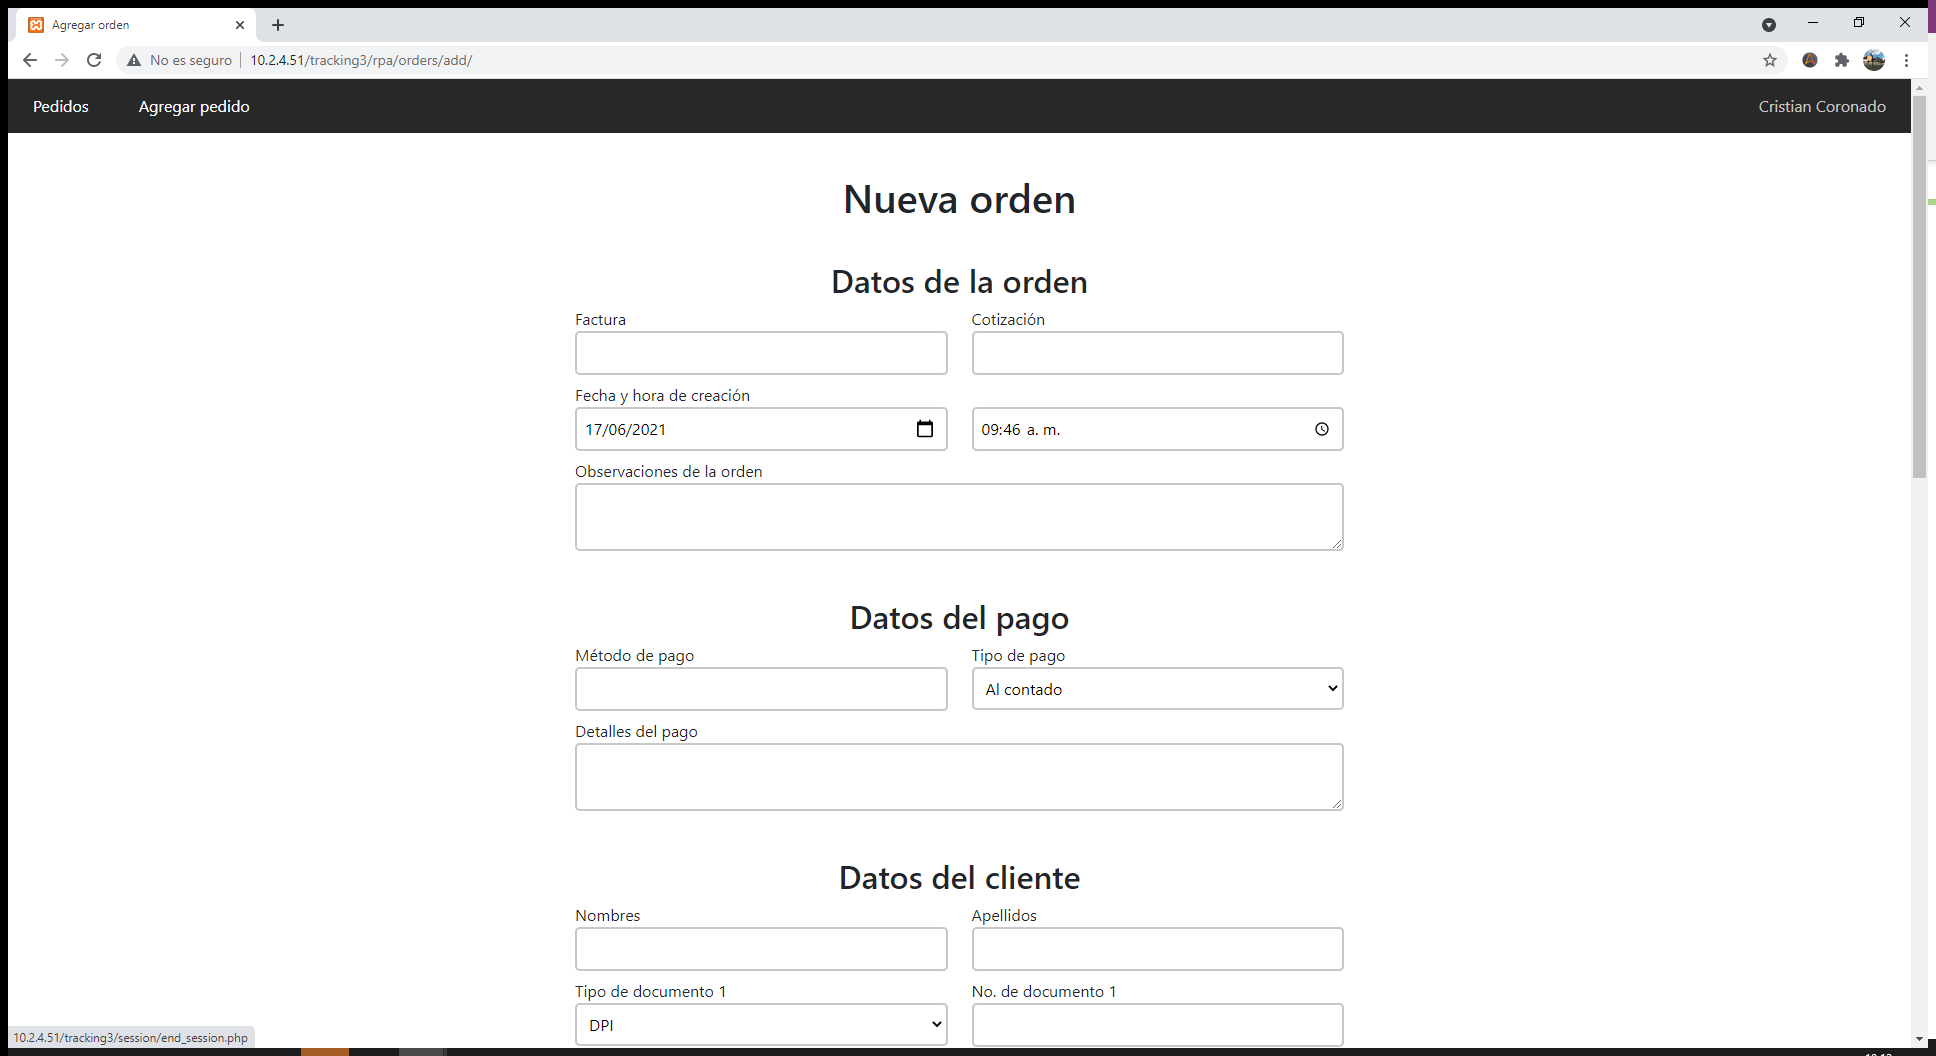 Agregar orden
No es seguro 10.2.4.51/tracking3/rpa/orders/add/
Pedidos Agregar pedido Cristian Coronado
Nueva orden
Datos de la orden
Factura Cotización
Fecha y hora de creación
17/06/2021 09:46 a. m.
Observaciones de la orden
Datos del pago
Método de pago Tipo de pago
Al contado
Detalles del pago
Datos del cliente
Nombres Apellidos
Tipo de documento 1 No. de documento 1
DPI
10.2.4.51/tracking3/session/end_session.php